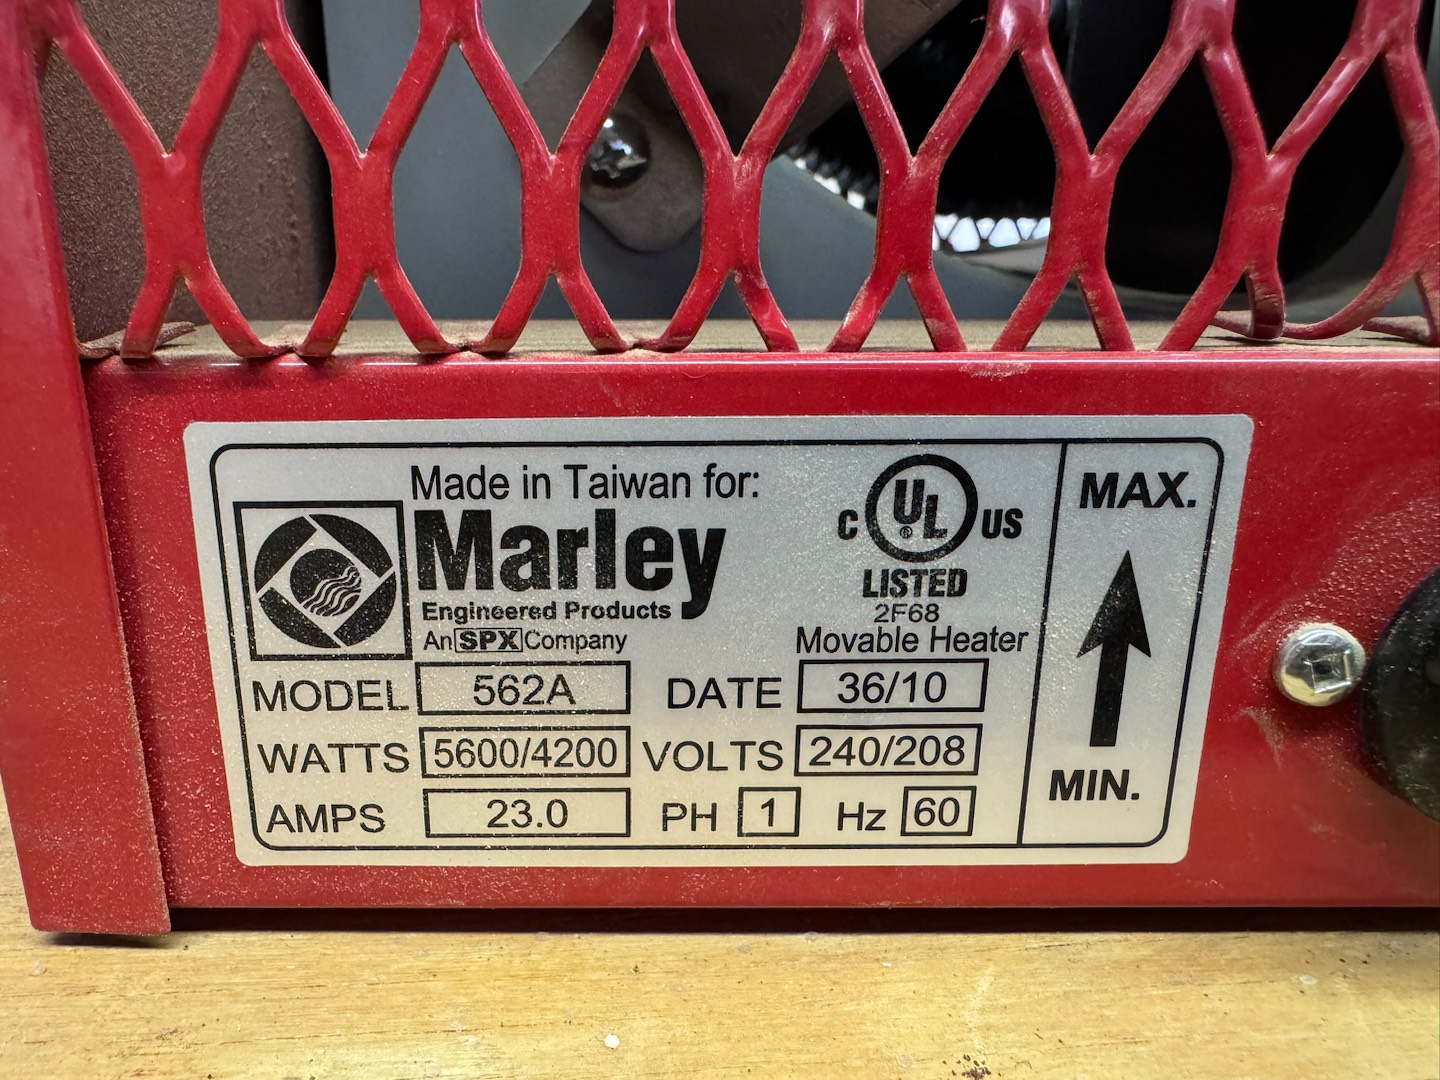 Made in Taiwan for:
Marley
Engineered Products
An SPX Company
C UL ® US
LISTED
2F68
Movable Heater
MODEL 562A DATE 36/10
WATTS 5600/4200 VOLTS 240/208
AMPS 23.0 PH 1 Hz 60
MAX.
MIN.